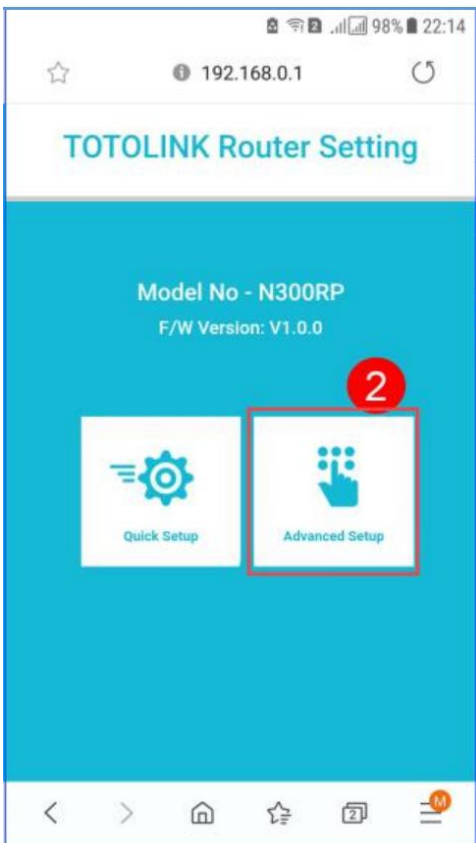 98% 22:14
192.168.0.1
TOTOLINK Router Setting
Model No - N300RP
F/W Version: V1.0.0
2
Quick Setup
Advanced Setup
2
M